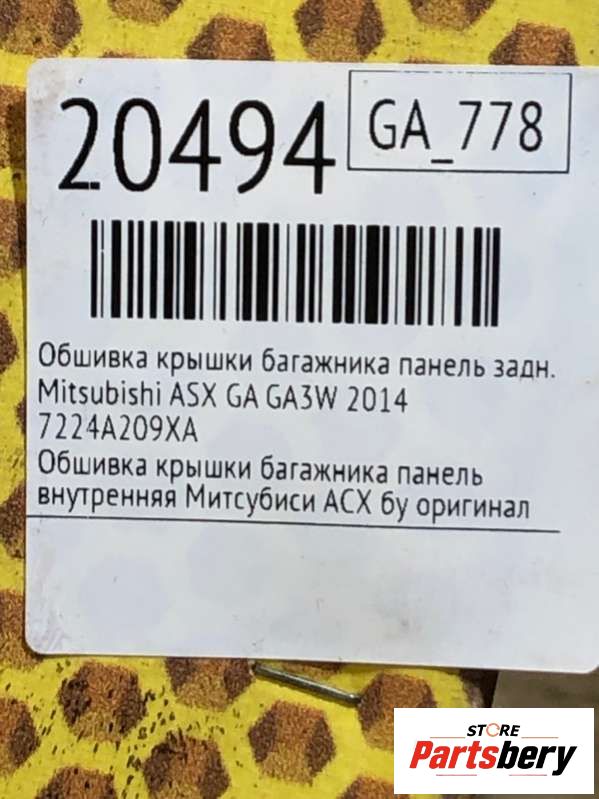 20494
GA_778
Обшивка крышки багажника панель задн.
Mitsubishi ASX GA GA3W 2014
7224A209XA
Обшивка крышки багажника панель
внутренняя Митсубиси АСХ бу оригинал
STORE
Partsbery